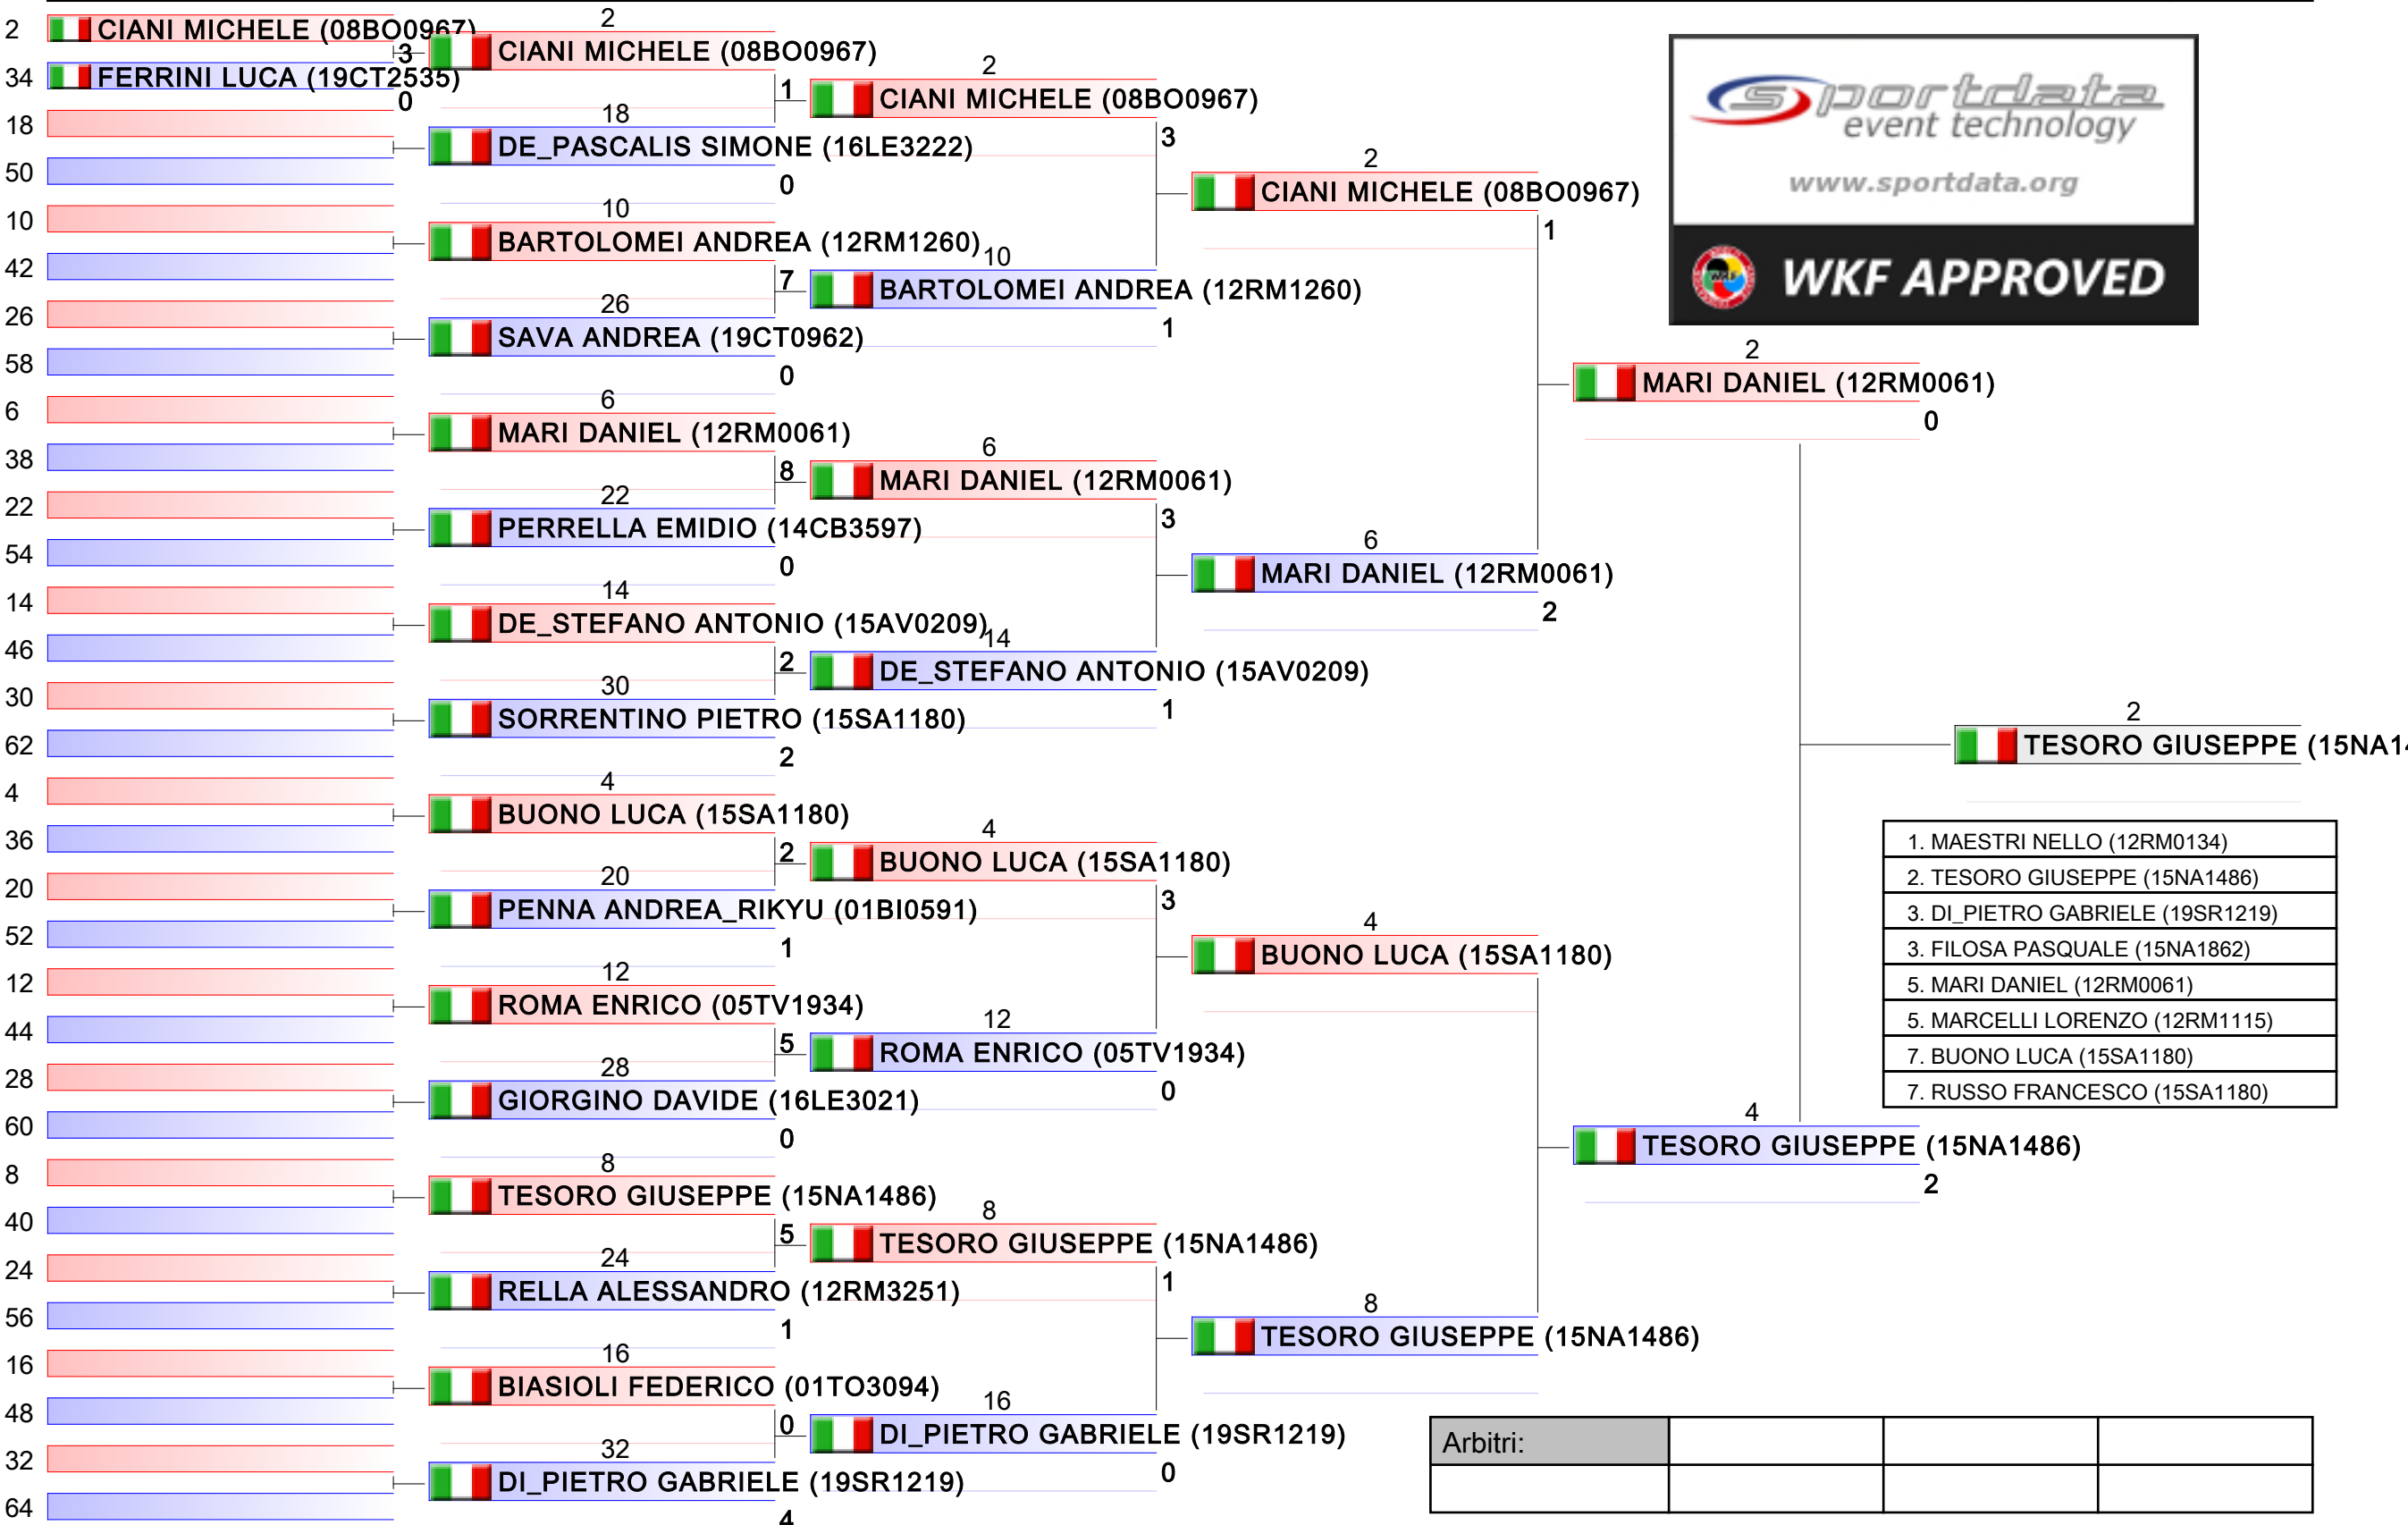 2
2 CIANI MICHELE (08BO0967)
3
CIANI MICHELE (08BO0967)
34 FERRINI LUCA (19CT2535)
0
2
1
CIANI MICHELE (08BO0967)
18
18
3
DE_PASCALIS SIMONE (16LE3222)
2
50
0
CIANI MICHELE (08BO0967)
10
10
1
BARTOLOMEI ANDREA (12RM1260)
10
42
7
BARTOLOMEI ANDREA (12RM1260)
26
26
1
SAVA ANDREA (19CT0962)
58
0
2
MARI DANIEL (12RM0061)
6
6
0
MARI DANIEL (12RM0061)
6
38
8
MARI DANIEL (12RM0061)
22
22
3
PERRELLA EMIDIO (14CB3597)
6
54
0
MARI DANIEL (12RM0061)
14
14
2
DE_STEFANO ANTONIO (15AV0209)
14
46
2
DE_STEFANO ANTONIO (15AV0209)
30
30
1
SORRENTINO PIETRO (15SA1180)
62
2
2
TESORO GIUSEPPE (15NA14
4
4
BUONO LUCA (15SA1180)
4
36
2
BUONO LUCA (15SA1180)
20
20
3
PENNA ANDREA_RIKYU (01BI0591)
4
52
1
BUONO LUCA (15SA1180)
12
12
ROMA ENRICO (05TV1934)
12
44
5
ROMA ENRICO (05TV1934)
28
28
0
GIORGINO DAVIDE (16LE3021)
60
0
4
TESORO GIUSEPPE (15NA1486)
2
8
8
TESORO GIUSEPPE (15NA1486)
8
40
5
TESORO GIUSEPPE (15NA1486)
24
24
1
RELLA ALESSANDRO (12RM3251)
8
56
1
TESORO GIUSEPPE (15NA1486)
16
16
BIASIOLI FEDERICO (01TO3094)
16
48
0
DI_PIETRO GABRIELE (19SR1219)
32
32
0
DI_PIETRO GABRIELE (19SR1219)
64
4
sportdata
event technology
www.sportdata.org
WKF
WKF APPROVED
1. MAESTRI NELLO (12RM0134)
2. TESORO GIUSEPPE (15NA1486)
3. DI_PIETRO GABRIELE (19SR1219)
3. FILOSA PASQUALE (15NA1862)
5. MARI DANIEL (12RM0061)
5. MARCELLI LORENZO (12RM1115)
7. BUONO LUCA (15SA1180)
7. RUSSO FRANCESCO (15SA1180)
Arbitri: